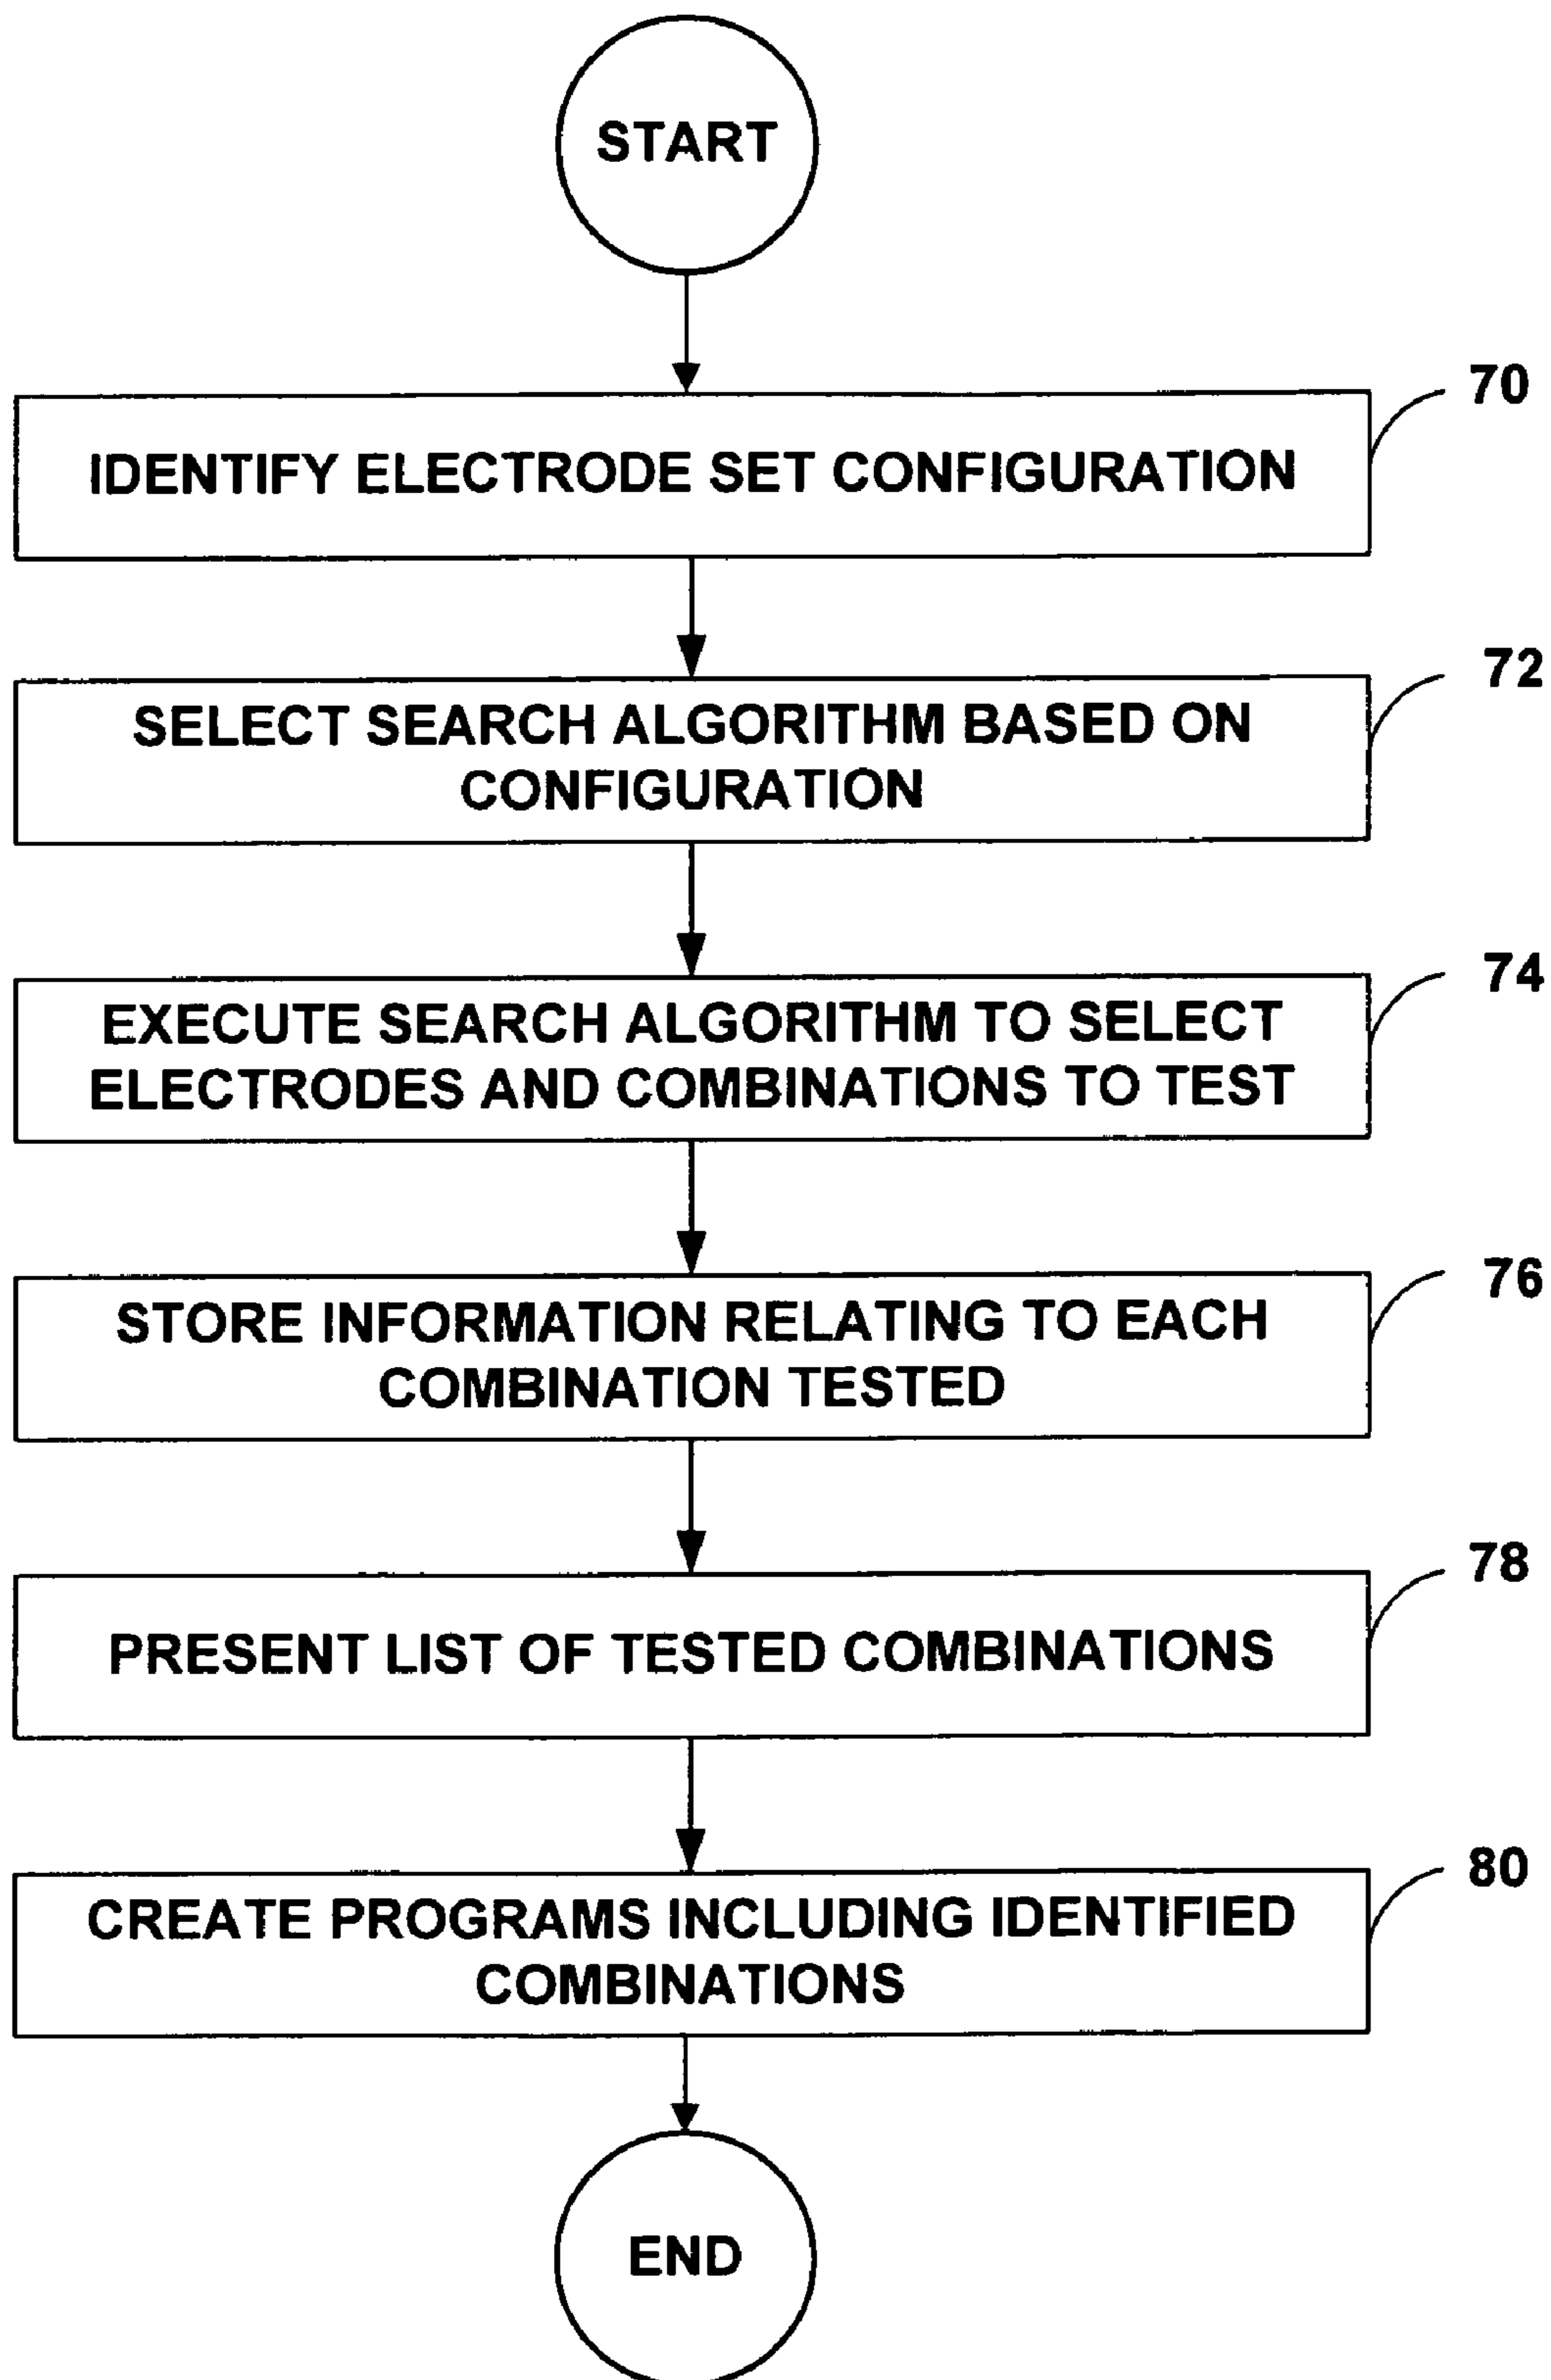 START
70
IDENTIFY ELECTRODE SET CONFIGURATION
72
SELECT SEARCH ALGORITHM BASED ON
CONFIGURATION
74
EXECUTE SEARCH ALGORITHM TO SELECT
ELECTRODES AND COMBINATIONS TO TEST
76
STORE INFORMATION RELATING TO EACH
COMBINATION TESTED
78
PRESENT LIST OF TESTED COMBINATIONS
80
CREATE PROGRAMS INCLUDING IDENTIFIED
COMBINATIONS
END